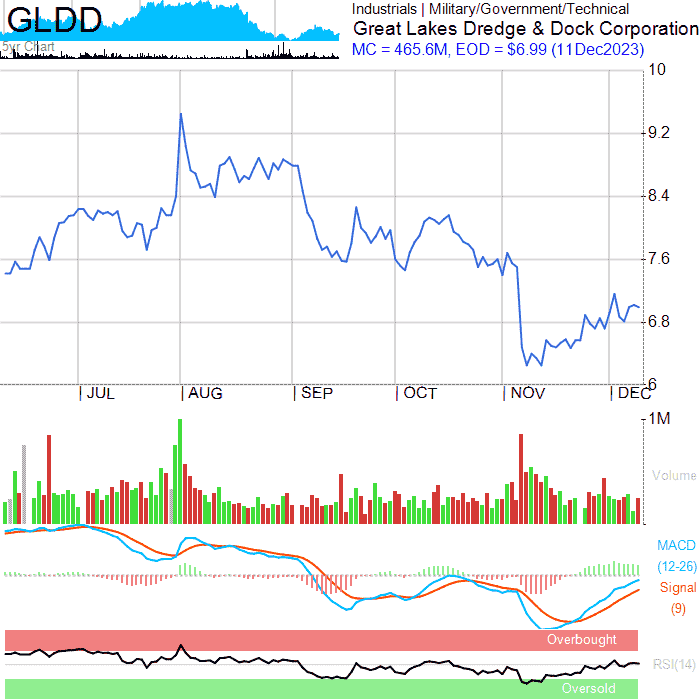 GLDD
5yr Chart
Industrials | Military/Government/Technical
Great Lakes Dredge & Dock Corporation
MC = 465.6M, EOD = $6.99 (11Dec2023)
10
9.2
8.4
7.6
6.8
6
JUL AUG SEP OCT NOV DEC
1M
Volume
MACD
(12-26)
Signal
(9)
Overbought
RSI(14)
Oversold